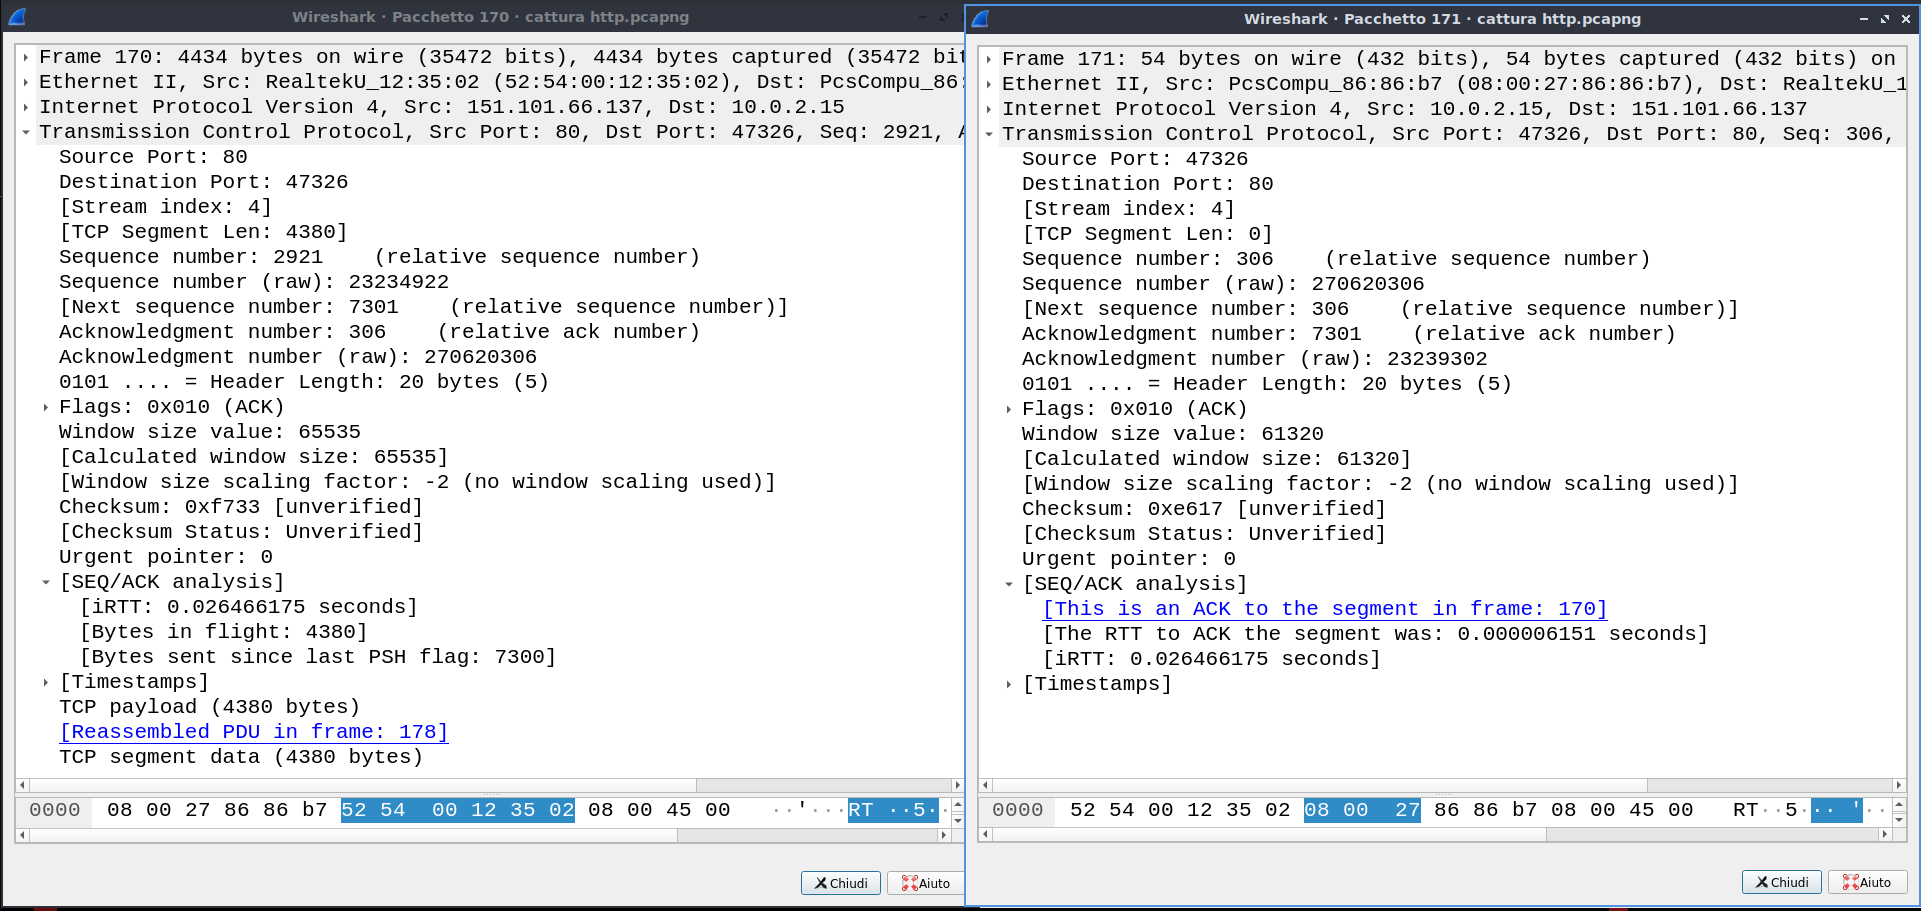 Wireshark · Pacchetto 170 · cattura http.pcapng
Frame 170: 4434 bytes on wire (35472 bits), 4434 bytes captured (35472 bit
Ethernet II, Src: RealtekU_12:35:02 (52:54:00:12:35:02), Dst: PcsCompu_86:
Internet Protocol Version 4, Src: 151.101.66.137, Dst: 10.0.2.15
Transmission Control Protocol, Src Port: 80, Dst Port: 47326, Seq: 2921, A
Source Port: 80
Destination Port: 47326
[Stream index: 4]
[TCP Segment Len: 4380]
Sequence number: 2921    (relative sequence number)
Sequence number (raw): 23234922
[Next sequence number: 7301    (relative sequence number)]
Acknowledgment number: 306    (relative ack number)
Acknowledgment number (raw): 270620306
0101 .... = Header Length: 20 bytes (5)
Flags: 0x010 (ACK)
Window size value: 65535
[Calculated window size: 65535]
[Window size scaling factor: -2 (no window scaling used)]
Checksum: 0xf733 [unverified]
[Checksum Status: Unverified]
Urgent pointer: 0
[SEQ/ACK analysis]
[iRTT: 0.026466175 seconds]
[Bytes in flight: 4380]
[Bytes sent since last PSH flag: 7300]
[Timestamps]
TCP payload (4380 bytes)
[Reassembled PDU in frame: 178]
TCP segment data (4380 bytes)
0000  08 00 27 86 86 b7 52 54  00 12 35 02 08 00 45 00   ··'···RT ··5··
Chiudi
Aiuto
Wireshark · Pacchetto 171 · cattura http.pcapng
Frame 171: 54 bytes on wire (432 bits), 54 bytes captured (432 bits) on
Ethernet II, Src: PcsCompu_86:86:b7 (08:00:27:86:86:b7), Dst: RealtekU_1
Internet Protocol Version 4, Src: 10.0.2.15, Dst: 151.101.66.137
Transmission Control Protocol, Src Port: 47326, Dst Port: 80, Seq: 306,
Source Port: 47326
Destination Port: 80
[Stream index: 4]
[TCP Segment Len: 0]
Sequence number: 306    (relative sequence number)
Sequence number (raw): 270620306
[Next sequence number: 306    (relative sequence number)]
Acknowledgment number: 7301    (relative ack number)
Acknowledgment number (raw): 23239302
0101 .... = Header Length: 20 bytes (5)
Flags: 0x010 (ACK)
Window size value: 61320
[Calculated window size: 61320]
[Window size scaling factor: -2 (no window scaling used)]
Checksum: 0xe617 [unverified]
[Checksum Status: Unverified]
Urgent pointer: 0
[SEQ/ACK analysis]
[This is an ACK to the segment in frame: 170]
[The RTT to ACK the segment was: 0.000006151 seconds]
[iRTT: 0.026466175 seconds]
[Timestamps]
0000  52 54 00 12 35 02 08 00  27 86 86 b7 08 00 45 00   RT··5··· '··
Chiudi
Aiuto